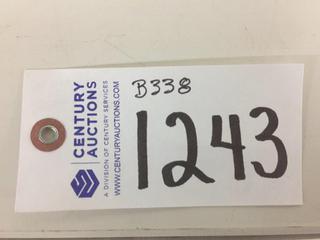 CENTURY
AUCTIONS
A DIVISION OF CENTURY SERVICES
WWW.CENTURYAUCTIONS.COM
B338
1243